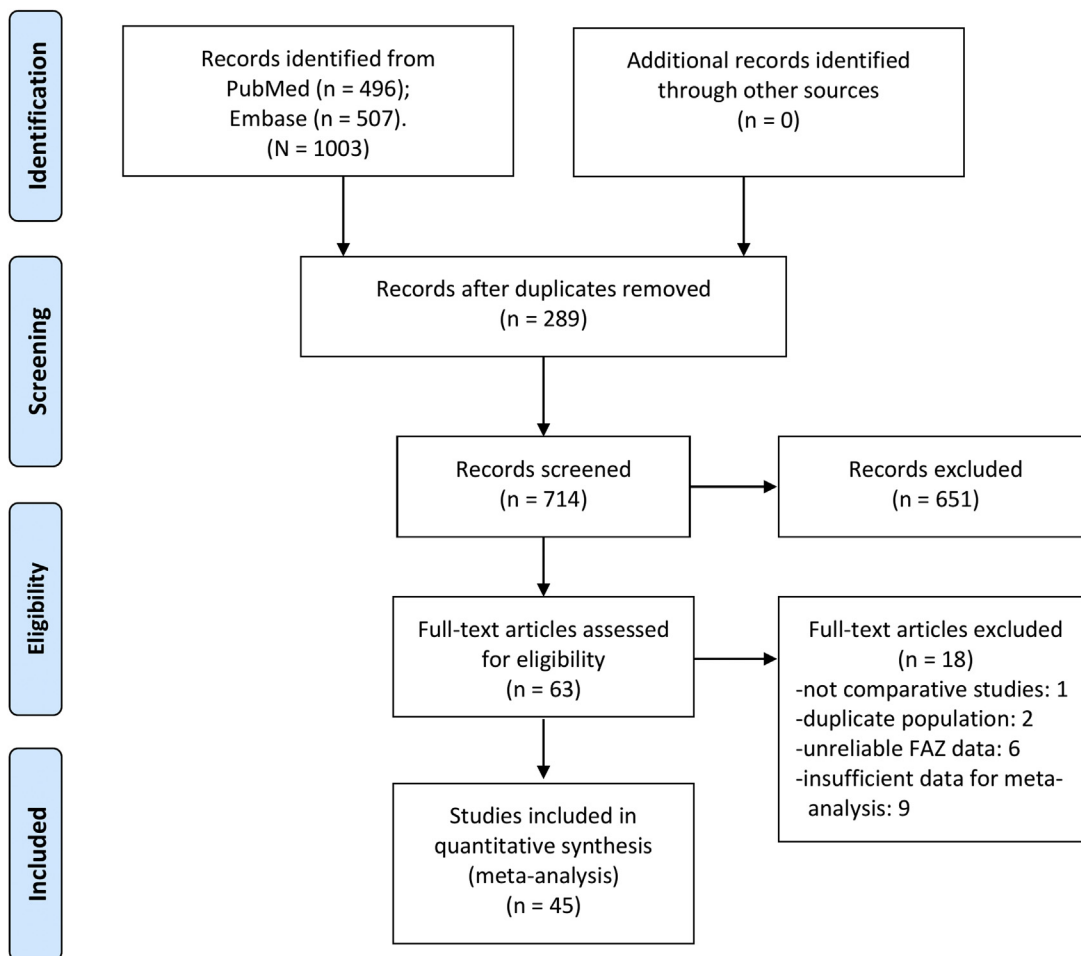 Identification
Records identified from
PubMed (n = 496);
Embase (n = 507).
(N = 1003)
Additional records identified
through other sources
(n = 0)
Screening
Records after duplicates removed
(n = 289)
Records screened
(n = 714)
Records excluded
(n = 651)
Eligibility
Full-text articles assessed
for eligibility
(n = 63)
Full-text articles excluded
(n = 18)
-not comparative studies: 1
-duplicate population: 2
-unreliable FAZ data: 6
-insufficient data for meta-
analysis: 9
Included
Studies included in
quantitative synthesis
(meta-analysis)
(n = 45)